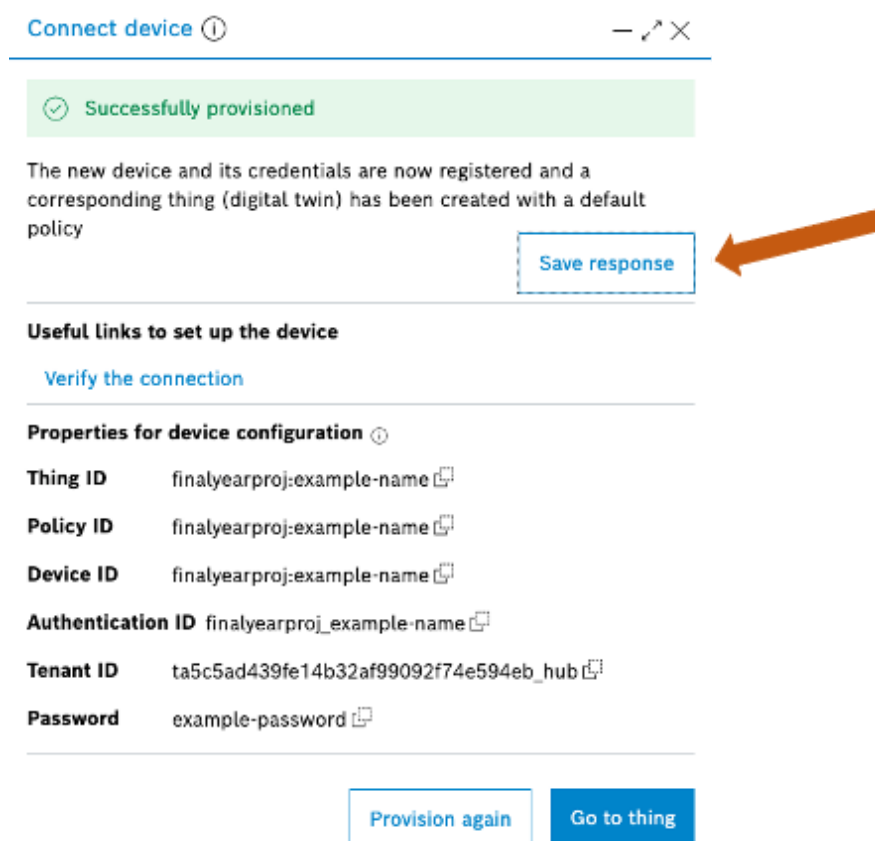 Connect device
Successfully provisioned
The new device and its credentials are now registered and a
corresponding thing (digital twin) has been created with a default
policy
Save response
Useful links to set up the device
Verify the connection
Properties for device configuration
Thing ID finalyearproj:example-name
Policy ID finalyearproj:example-name
Device ID finalyearproj:example-name
Authentication ID finalyearproj_example-name
Tenant ID ta5c5ad439fe14b32af99092f74e594eb_hub
Password example-password
Provision again Go to thing